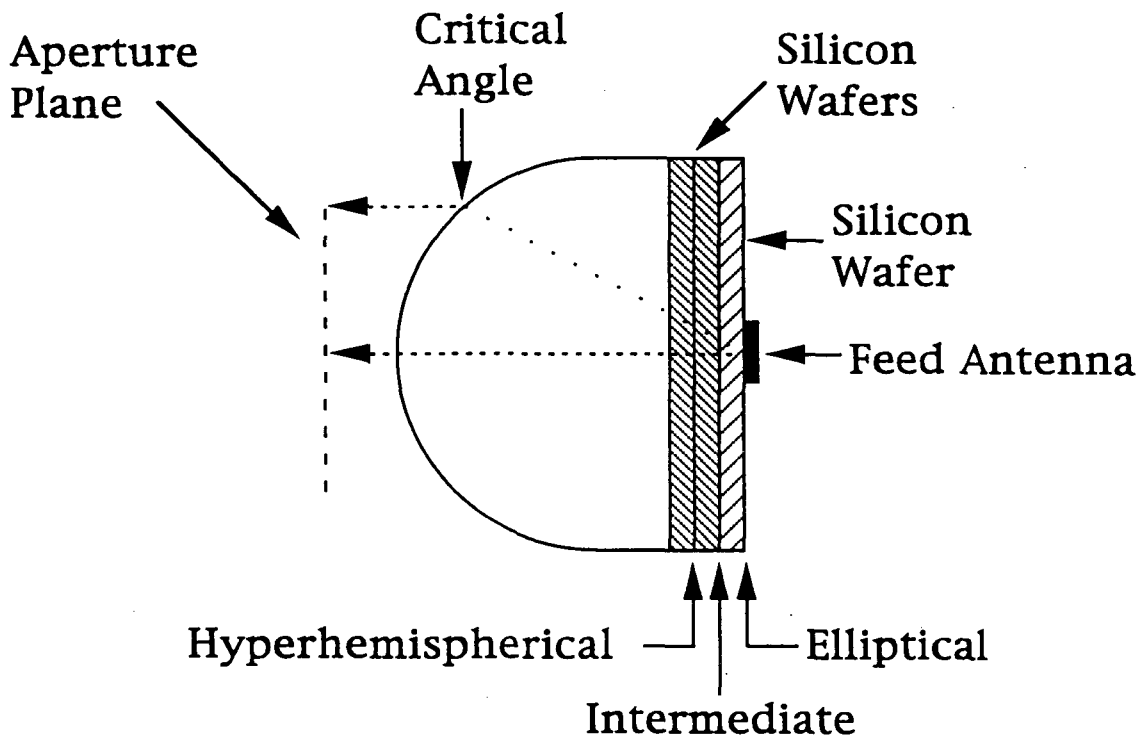 Aperture
Plane
Critical
Angle
Silicon
Wafers
Silicon
Wafer
Feed Antenna
Hyperhemispherical
Elliptical
Intermediate